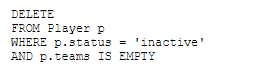 DELETE
FROM Player p
WHERE p.status = 'inactive'
AND p.teams IS EMPTY